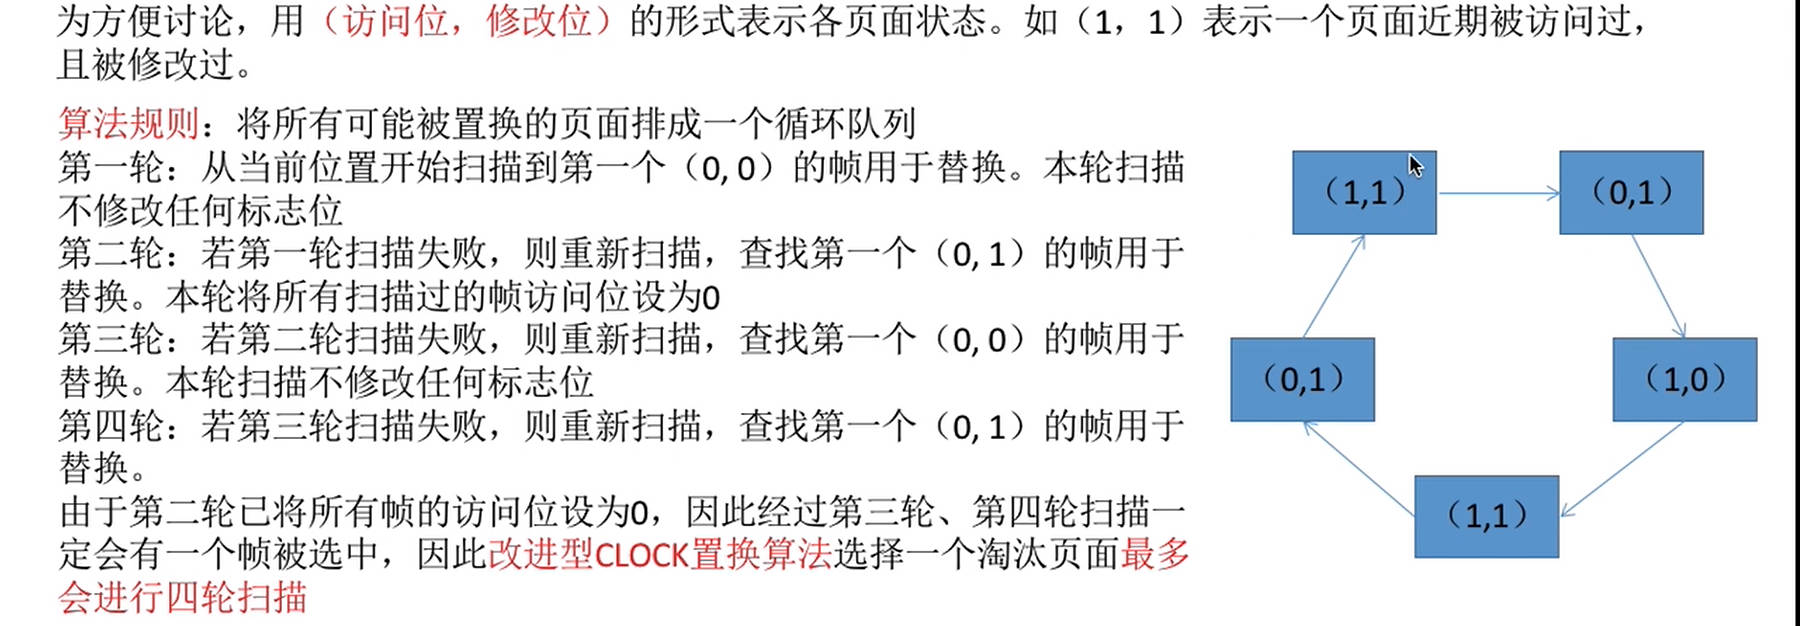 为方便讨论，用（访问位，修改位）的形式表示各页面状态。如（1，1）表示一个页面近期被访问过，
且被修改过。
算法规则：将所有可能被置换的页面排成一个循环队列
第一轮：从当前位置开始扫描到第一个（0, 0）的帧用于替换。本轮扫描
不修改任何标志位
第二轮：若第一轮扫描失败，则重新扫描，查找第一个（0, 1）的帧用于
替换。本轮将所有扫描过的帧访问位设为0
第三轮：若第二轮扫描失败，则重新扫描，查找第一个（0, 0）的帧用于
替换。本轮扫描不修改任何标志位
第四轮：若第三轮扫描失败，则重新扫描，查找第一个（0, 1）的帧用于
替换。
由于第二轮已将所有帧的访问位设为0，因此经过第三轮、第四轮扫描一
定会有一个帧被选中，因此改进型CLOCK置换算法选择一个淘汰页面最多
会进行四轮扫描
（1,1）
（0,1）
（1,0）
（1,1）
（0,1）